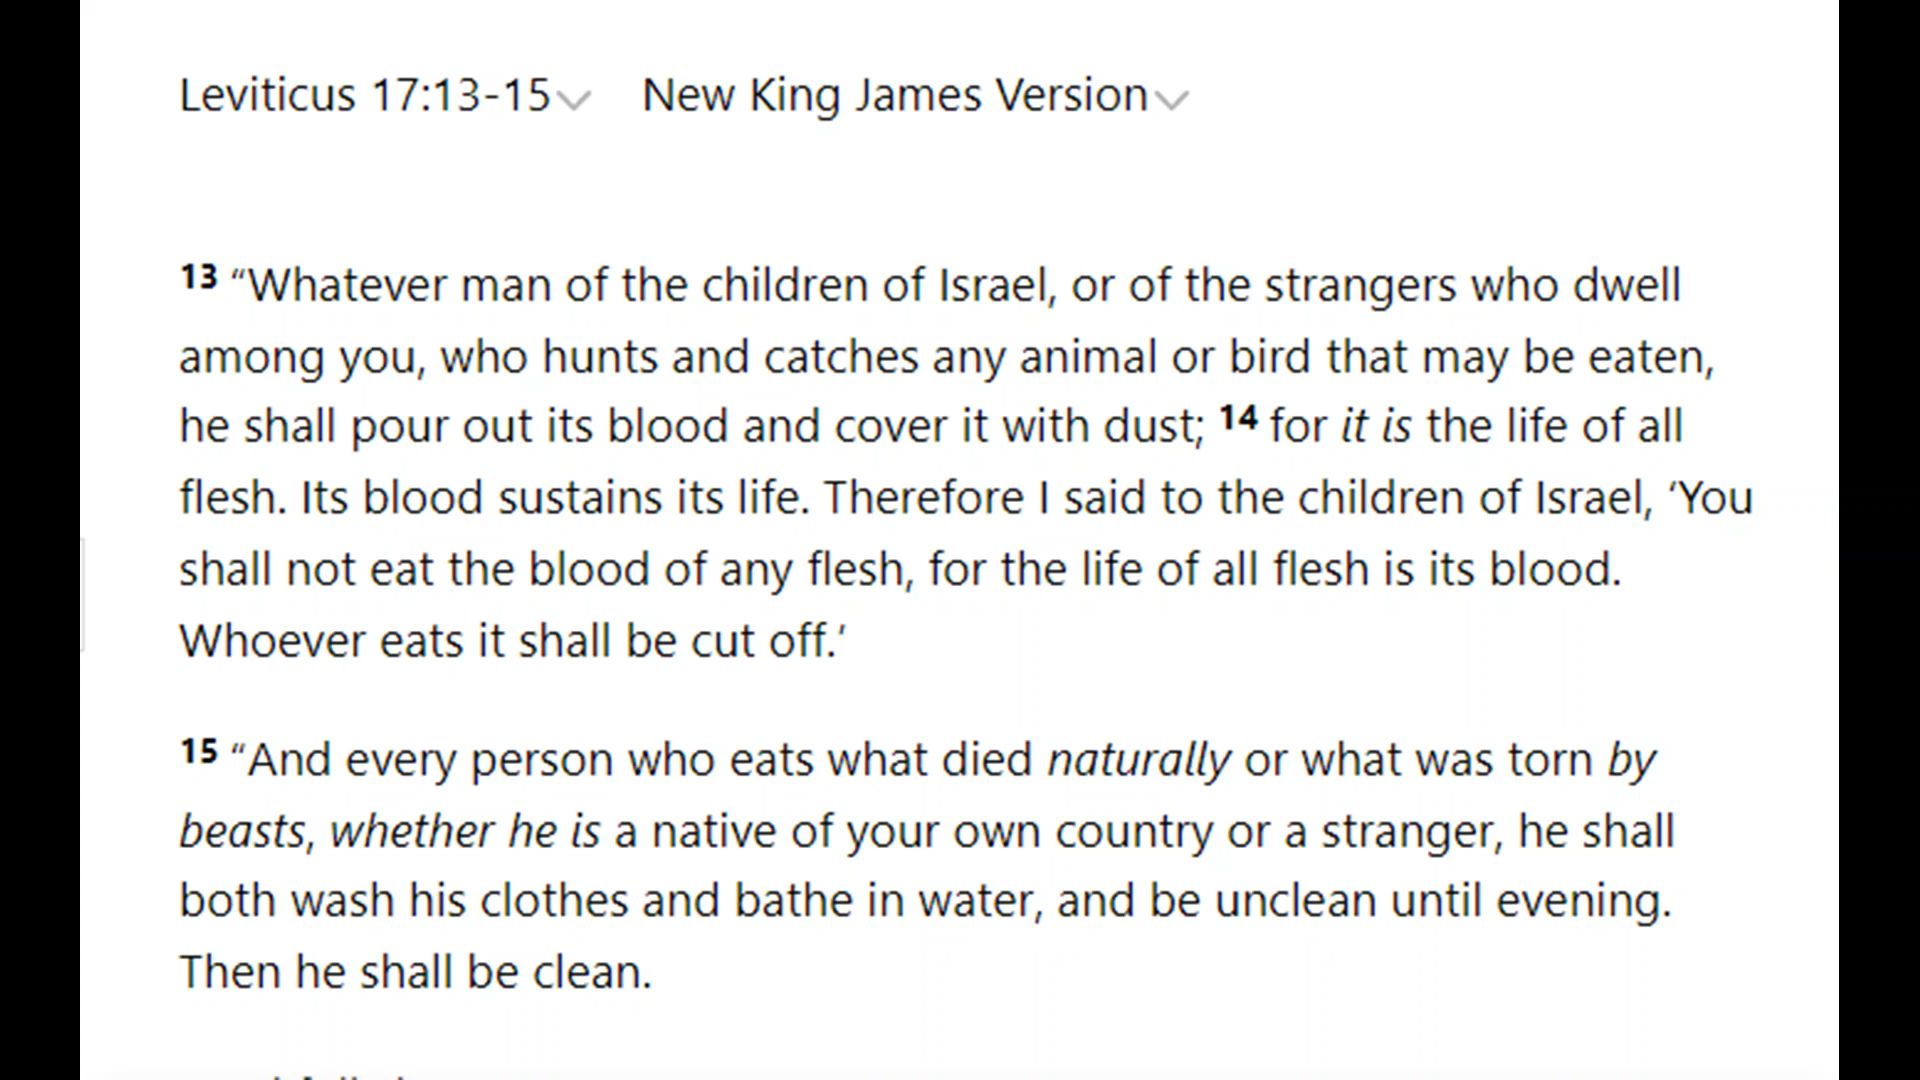 Leviticus 17:13-15 New King James Version
13 “Whatever man of the children of Israel, or of the strangers who dwell
among you, who hunts and catches any animal or bird that may be eaten,
he shall pour out its blood and cover it with dust; 14 for it is the life of all
flesh. Its blood sustains its life. Therefore I said to the children of Israel, ‘You
shall not eat the blood of any flesh, for the life of all flesh is its blood.
Whoever eats it shall be cut off.’
15 “And every person who eats what died naturally or what was torn by
beasts, whether he is a native of your own country or a stranger, he shall
both wash his clothes and bathe in water, and be unclean until evening.
Then he shall be clean.